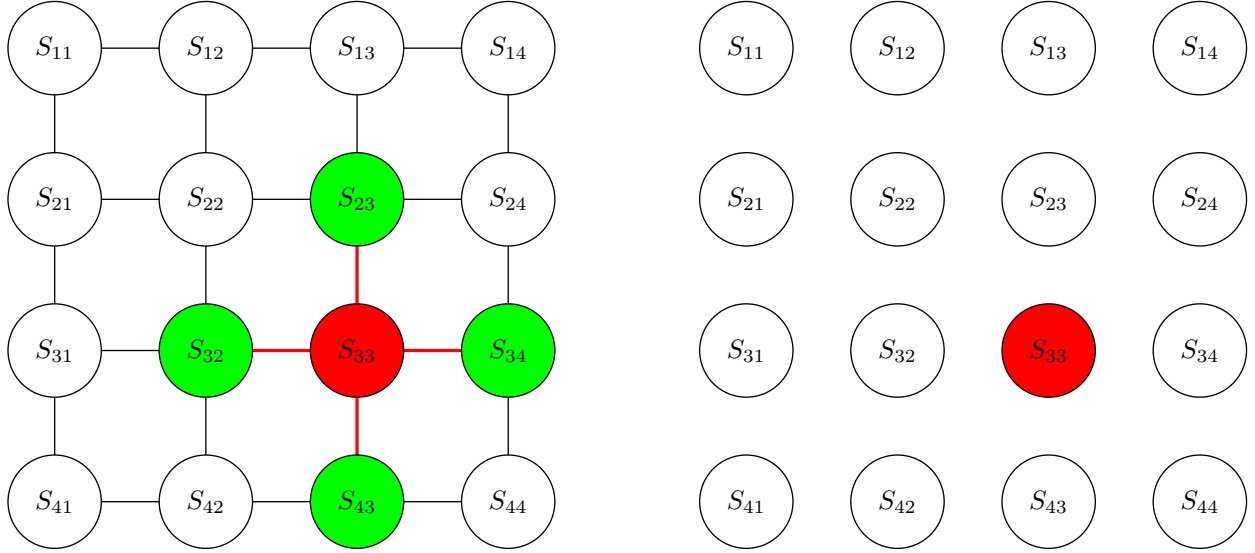 S₁₁ S₁₂ S₁₃ S₁₄ S₁₁ S₁₂ S₁₃ S₁₄
S₂₁ S₂₂ S₂₃ S₂₄ S₂₁ S₂₂ S₂₃ S₂₄
S₃₁ S₃₂ S₃₃ S₃₄ S₃₁ S₃₂ S₃₃ S₃₄
S₄₁ S₄₂ S₄₃ S₄₄ S₄₁ S₄₂ S₄₃ S₄₄